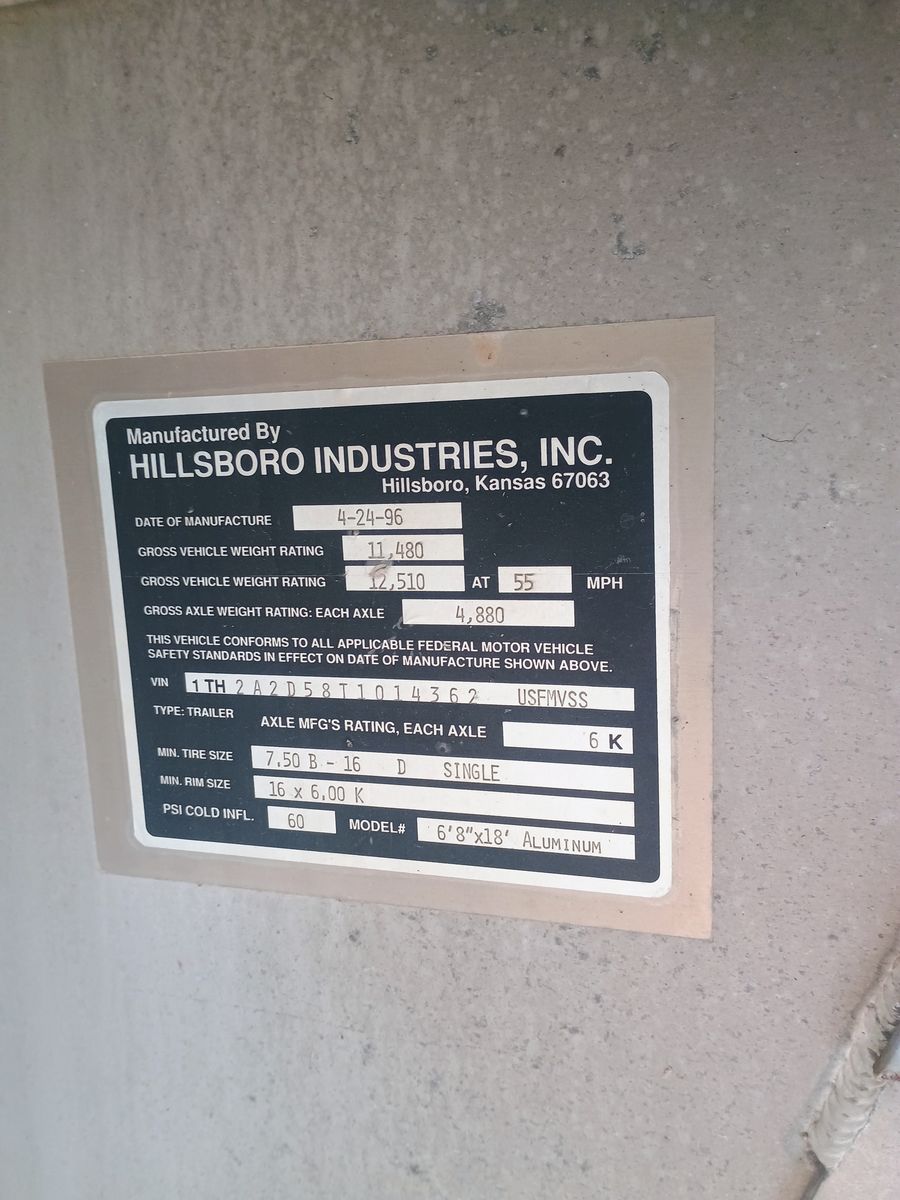 Manufactured By
HILLSBORO INDUSTRIES, INC.
Hillsboro, Kansas 67063
DATE OF MANUFACTURE 4-24-96
GROSS VEHICLE WEIGHT RATING 11,480
GROSS VEHICLE WEIGHT RATING 12,510 AT 55 MPH
GROSS AXLE WEIGHT RATING: EACH AXLE 4,880
THIS VEHICLE CONFORMS TO ALL APPLICABLE FEDERAL MOTOR VEHICLE
SAFETY STANDARDS IN EFFECT ON DATE OF MANUFACTURE SHOWN ABOVE.
VIN 1TH 2A2D58T1014362 USFMVSS
TYPE: TRAILER AXLE MFG'S RATING, EACH AXLE 6 K
MIN. TIRE SIZE 7.50 B - 16 D SINGLE
MIN. RIM SIZE 16 x 6.00 K
PSI COLD INFL. 60 MODEL# 6'8"x18' ALUMINUM